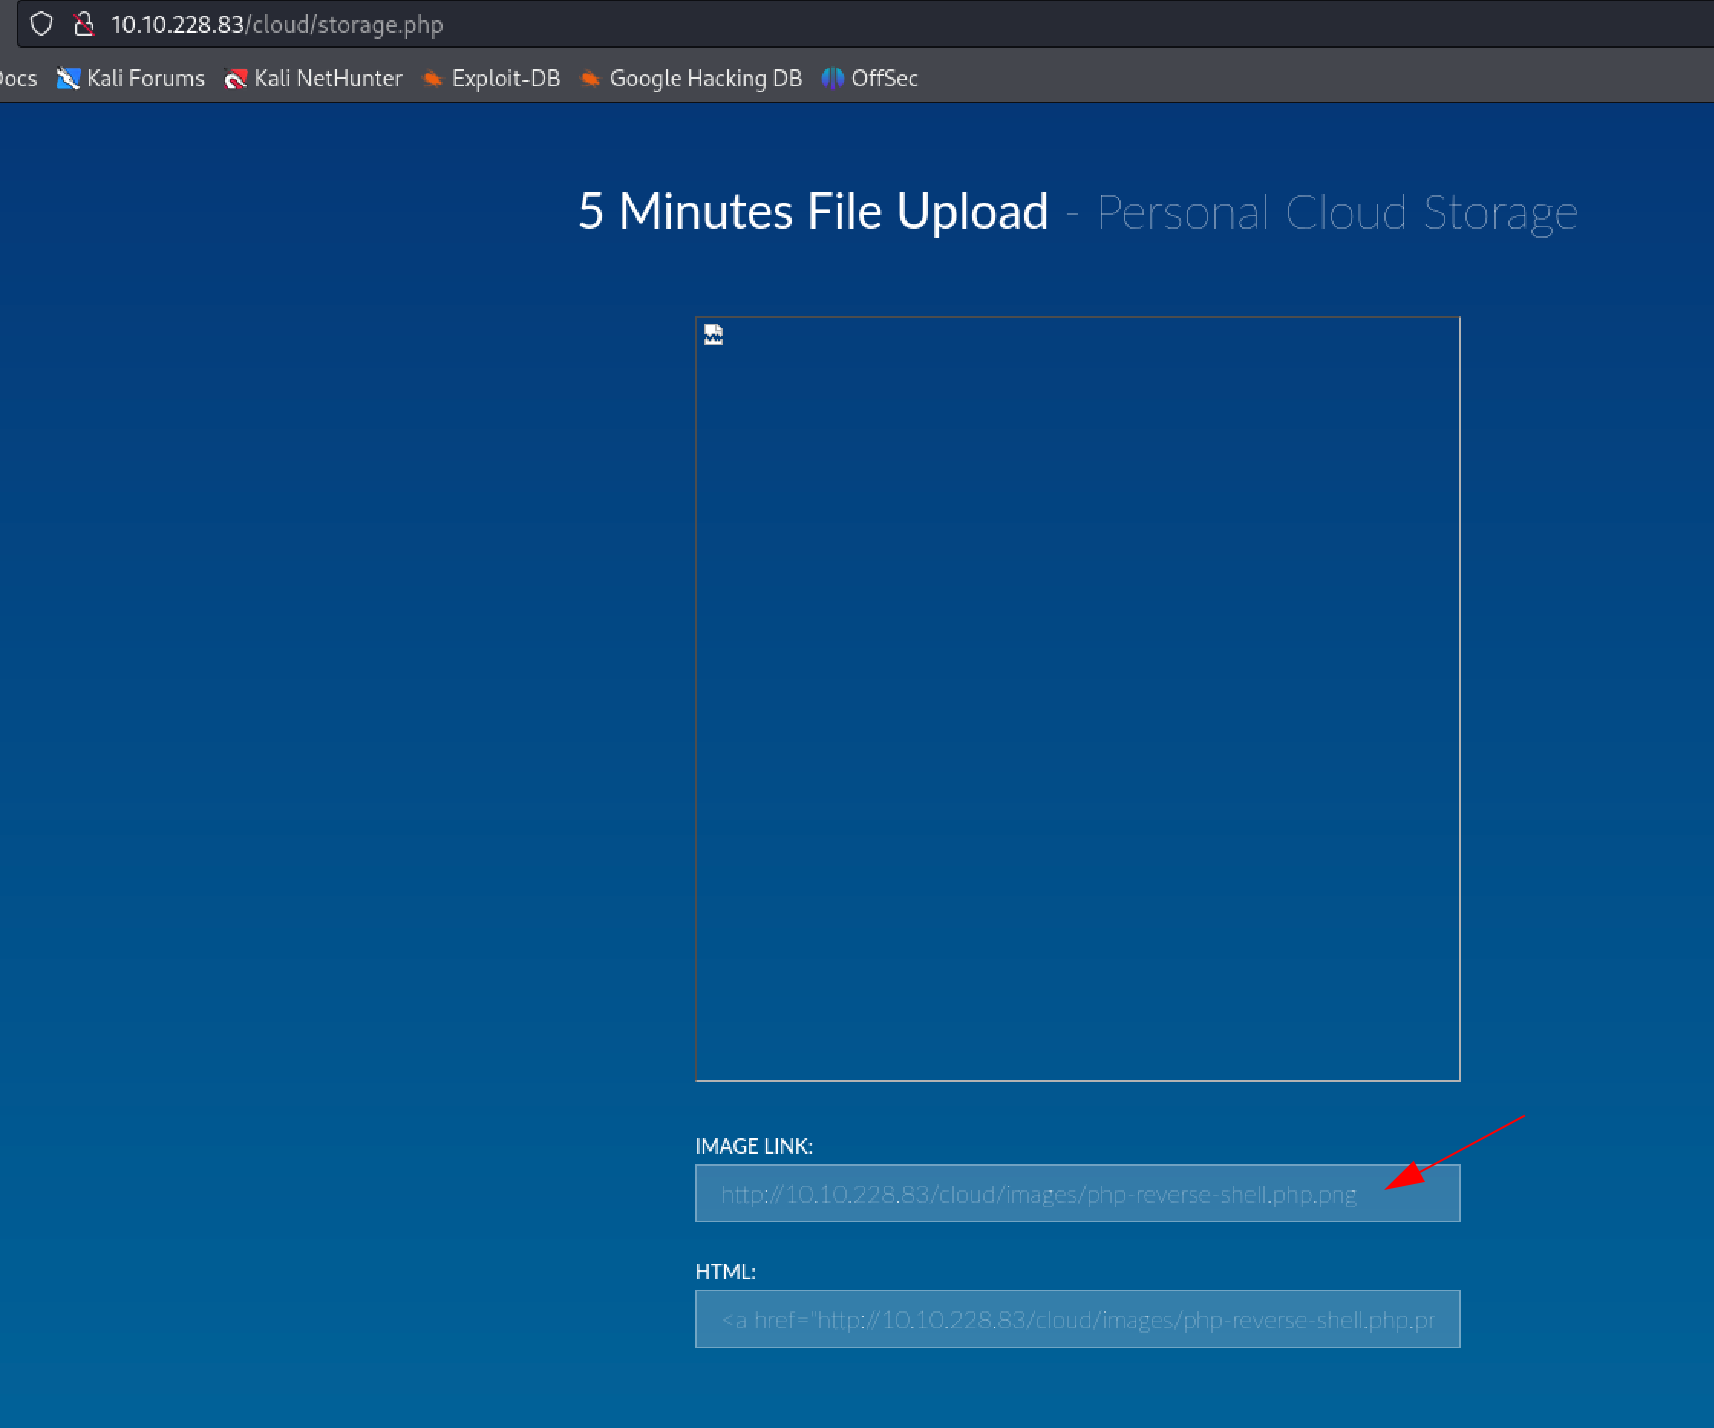 10.10.228.83/cloud/storage.php
Docs Kali Forums Kali NetHunter Exploit-DB Google Hacking DB OffSec
5 Minutes File Upload - Personal Cloud Storage
IMAGE LINK:
http://10.10.228.83/cloud/images/php-reverse-shell.php.png
HTML:
<a href="http://10.10.228.83/cloud/images/php-reverse-shell.php.pr